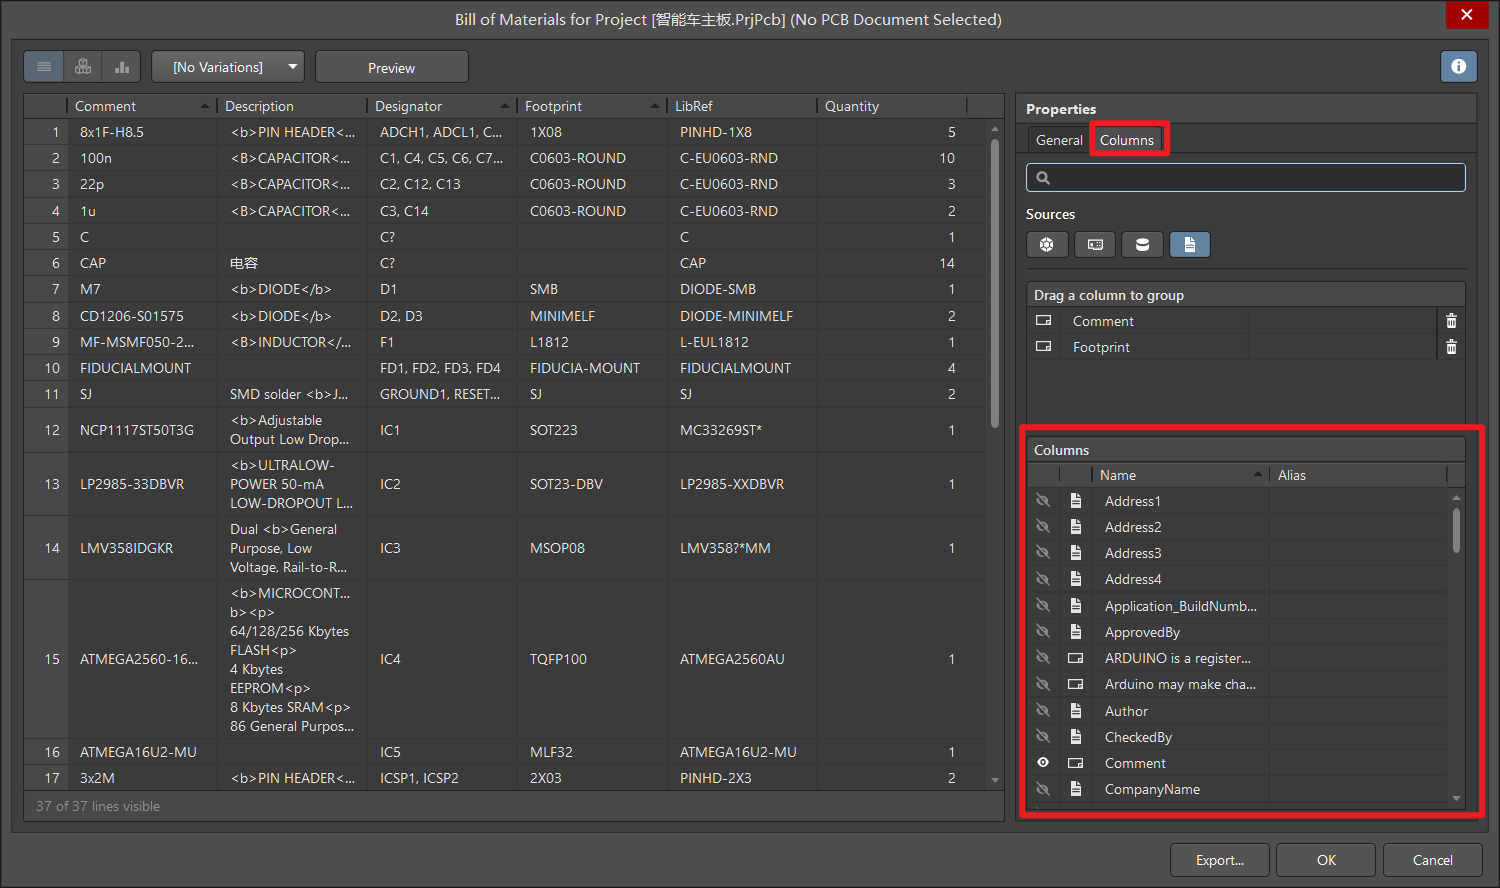 Bill of Materials for Project [智能车主板.PrjPcb] (No PCB Document Selected)
[No Variations]
Preview
Comment Description Designator Footprint LibRef Quantity
1 8x1F-H8.5 <b>PIN HEADER<... ADCH1, ADCL1, C... 1X08 PINHD-1X8 5
2 100n <B>CAPACITOR<... C1, C4, C5, C6, C7... C0603-ROUND C-EU0603-RND 10
3 22p <B>CAPACITOR<... C2, C12, C13 C0603-ROUND C-EU0603-RND 3
4 1u <B>CAPACITOR<... C3, C14 C0603-ROUND C-EU0603-RND 2
5 C C? C 1
6 CAP 电容 C? CAP 14
7 M7 <b>DIODE</b> D1 SMB DIODE-SMB 1
8 CD1206-S01575 <b>DIODE</b> D2, D3 MINIMELF DIODE-MINIMELF 2
9 MF-MSMF050-2... <B>INDUCTOR</... F1 L1812 L-EUL1812 1
10 FIDUCIALMOUNT FD1, FD2, FD3, FD4 FIDUCIA-MOUNT FIDUCIALMOUNT 4
11 SJ SMD solder <b>J... GROUND1, RESET... SJ SJ 2
12 NCP1117ST50T3G <b>Adjustable
Output Low Drop... IC1 SOT223 MC33269ST* 1
13 LP2985-33DBVR <b>ULTRALOW-
POWER 50-mA
LOW-DROPOUT L... IC2 SOT23-DBV LP2985-XXDBVR 1
14 LMV358IDGKR Dual <b>General
Purpose, Low
Voltage, Rail-to-R... IC3 MSOP08 LMV358?*MM 1
15 ATMEGA2560-16... <b>MICROCONT...
b><p>
64/128/256 Kbytes
FLASH<p>
4 Kbytes
EEPROM<p>
8 Kbytes SRAM<p>
86 General Purpos... IC4 TQFP100 ATMEGA2560AU 1
16 ATMEGA16U2-MU IC5 MLF32 ATMEGA16U2-MU 1
17 3x2M <b>PIN HEADER<... ICSP1, ICSP2 2X03 PINHD-2X3 2
37 of 37 lines visible
Properties
General Columns
Sources
Drag a column to group
Comment
Footprint
Columns
Name Alias
Address1
Address2
Address3
Address4
Application_BuildNumb...
ApprovedBy
ARDUINO is a register...
Arduino may make cha...
Author
CheckedBy
Comment
CompanyName
Export... OK Cancel